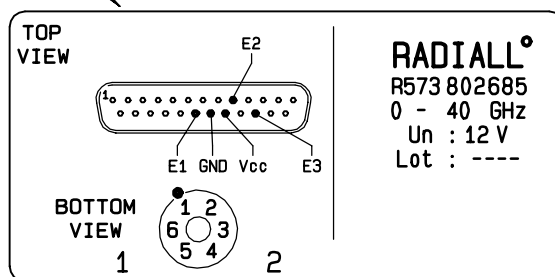 TOP
VIEW
E2
1
E1 GND Vcc E3
BOTTOM
VIEW
1 2
6 3
5 4
1 2
RADIALL°
R573 802685
0 - 40 GHz
Un : 12 V
Lot : ----